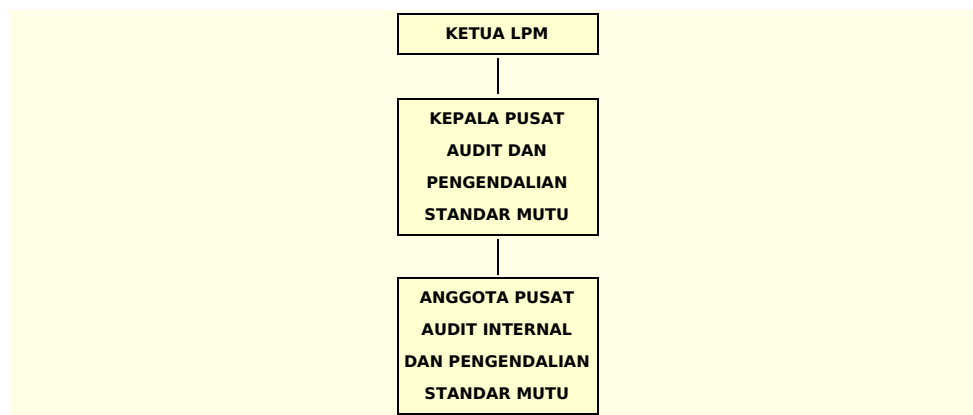 KETUA LPM
KEPALA PUSAT
AUDIT DAN
PENGENDALIAN
STANDAR MUTU
ANGGOTA PUSAT
AUDIT INTERNAL
DAN PENGENDALIAN
STANDAR MUTU